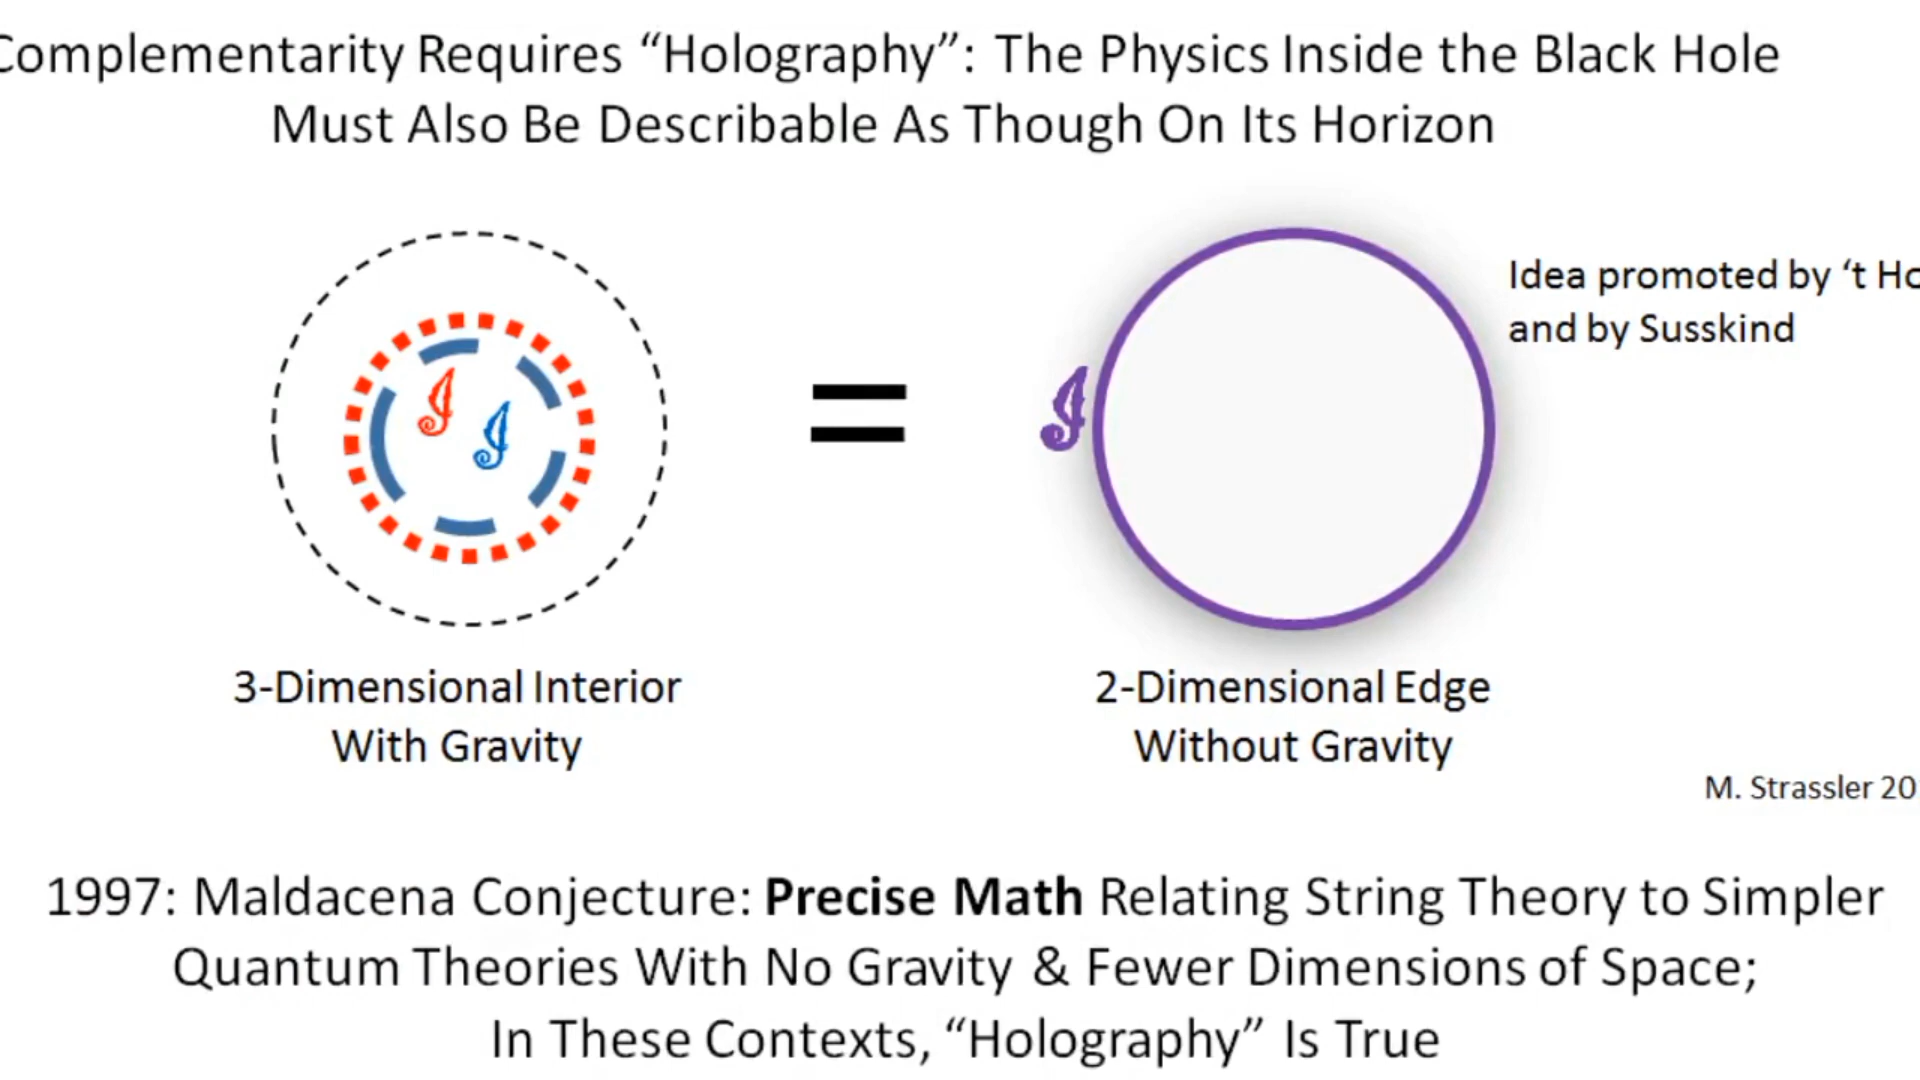 Complementarity Requires “Holography”: The Physics Inside the Black Hole
Must Also Be Describable As Though On Its Horizon
Idea promoted by ‘t
and by Susskind
I
I
I
=
3-Dimensional Interior
With Gravity
2-Dimensional Edge
Without Gravity
M. Strassler
1997: Maldacena Conjecture: Precise Math Relating String Theory to Simpler
Quantum Theories With No Gravity & Fewer Dimensions of Space;
In These Contexts, “Holography” Is True